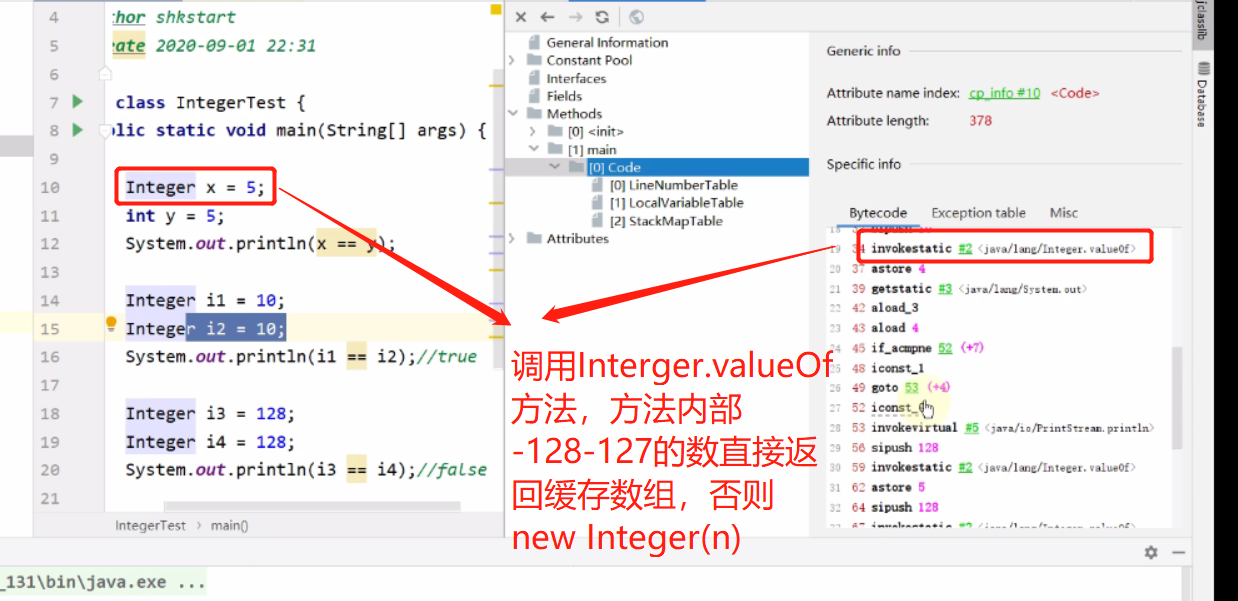 4 :hor shkstart
5 ate 2020-09-01 22:31
6
7 class IntegerTest {
8 lic static void main(String[] args) {
9
10 Integer x = 5;
11 int y = 5;
12 System.out.println(x == y);
13
14 Integer i1 = 10;
15 Integer i2 = 10;
16 System.out.println(i1 == i2);//true
17
18 Integer i3 = 128;
19 Integer i4 = 128;
20 System.out.println(i3 == i4);//false
21
IntegerTest › main()
_131\bin\java.exe ...
General Information
Constant Pool
Interfaces
Fields
Methods
[0] <init>
[1] main
[0] Code
[0] LineNumberTable
[1] LocalVariableTable
[2] StackMapTable
Attributes
调用Interger.valueOf
方法，方法内部
-128-127的数直接返
回缓存数组，否则
new Integer(n)
Generic info
Attribute name index: cp_info #10 <Code>
Attribute length: 378
Specific info
Bytecode Exception table Misc
19 34 invokestatic #2 <java/lang/Integer.valueOf>
20 37 astore 4
21 39 getstatic #3 <java/lang/System.out>
22 42 aload_3
23 43 aload 4
24 45 if_acmpne 52 (+7)
25 48 iconst_1
26 49 goto 53 (+4)
27 52 iconst_
28 53 invokevirtual #5 <java/io/PrintStream.println>
29 56 sipush 128
30 59 invokestatic #2 <java/lang/Integer.valueOf>
31 62 astore 5
32 64 sipush 128
67 invokestatic #2 <java/lang/Integer.valueOf>
jclasslib
Database